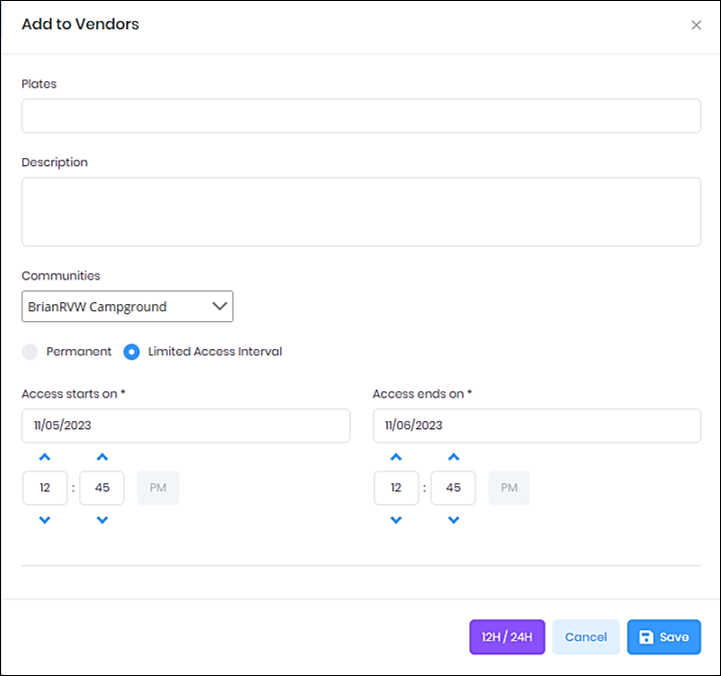 Add to Vendors
Plates
Description
Communities
BrianRVW Campground
Permanent Limited Access Interval
Access starts on * Access ends on *
11/05/2023 11/06/2023
12 : 45 PM 12 : 45 PM
12H / 24H Cancel Save